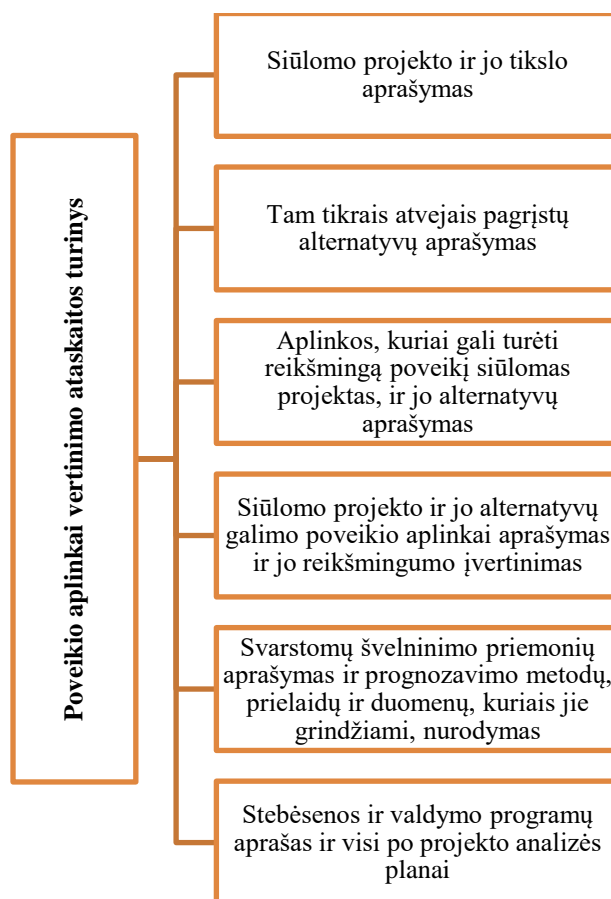 Poveikio aplinkai vertinimo ataskaitos turinys
Siūlomo projekto ir jo tikslo
aprašymas
Tam tikrais atvejais pagrįstų
alternatyvų aprašymas
Aplinkos, kuriai gali turėti
reikšmingą poveikį siūlomas
projektas, ir jo alternatyvų
aprašymas
Siūlomo projekto ir jo alternatyvų
galimo poveikio aplinkai aprašymas
ir jo reikšmingumo įvertinimas
Svarstomų švelninimo priemonių
aprašymas ir prognozavimo metodų,
prielaidų ir duomenų, kuriais jie
grindžiami, nurodymas
Stebėsenos ir valdymo programų
aprašas ir visi po projekto analizės
planai